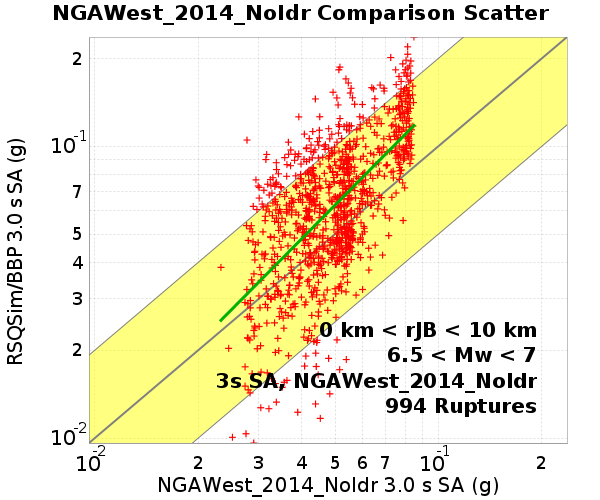 NGAWest_2014_NoIdr Comparison Scatter
RSQSim/BBP 3.0 s SA (g)
2
10-1
7
5
4
3
2
10-2
0 km < rJB < 10 km
6.5 < Mw < 7
3s SA, NGAWest_2014_NoIdr
994 Ruptures
10-2 2 3 4 5 6 7 10-1 2
NGAWest_2014_NoIdr 3.0 s SA (g)